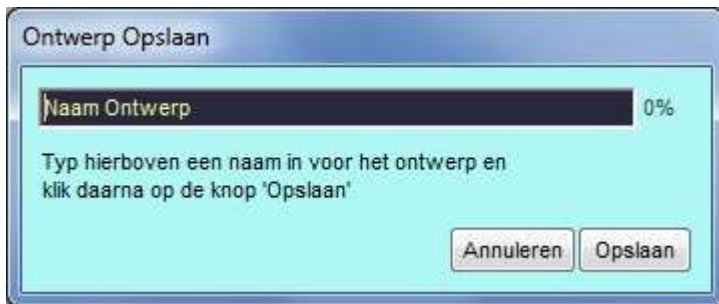 Ontwerp Opslaan
Naam Ontwerp 0%
Typ hierboven een naam in voor het ontwerp en
klik daarna op de knop 'Opslaan'
Annuleren Opslaan